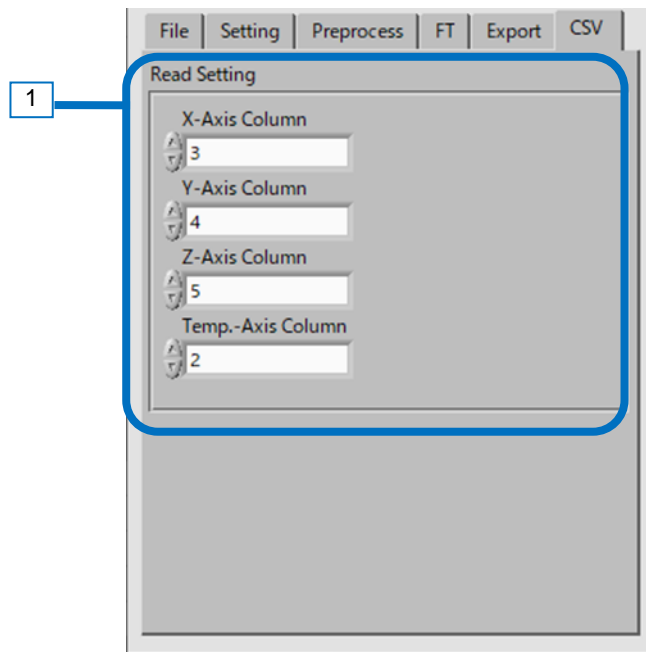 File Setting Preprocess FT Export CSV
Read Setting
1
X-Axis Column
3
Y-Axis Column
4
Z-Axis Column
5
Temp.-Axis Column
2